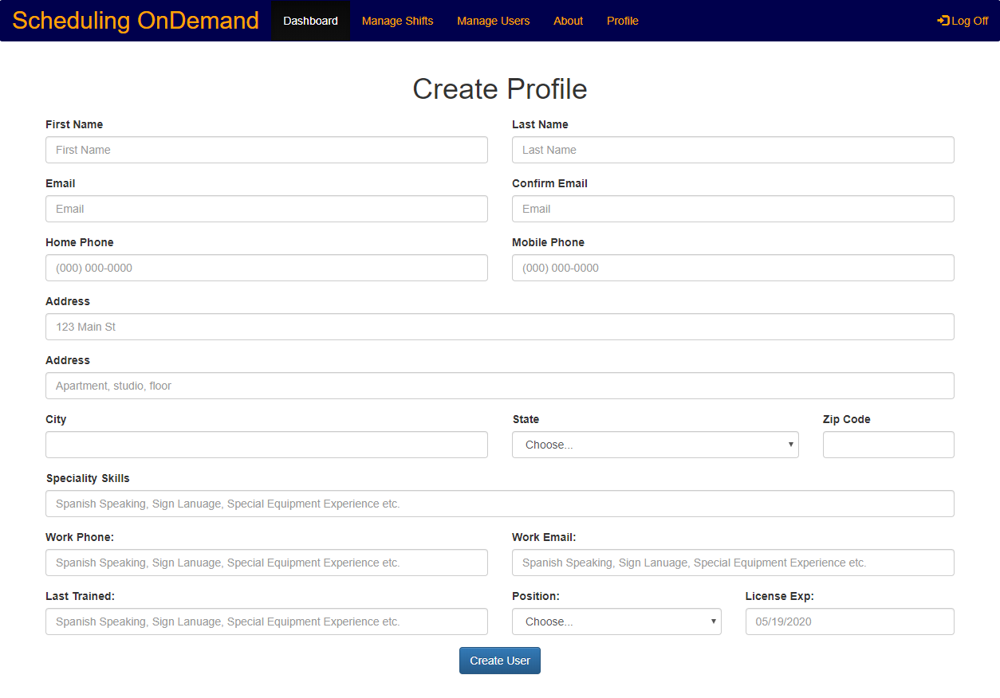 Scheduling OnDemand Dashboard Manage Shifts Manage Users About Profile Log Off
Create Profile
First Name Last Name
First Name Last Name
Email Confirm Email
Email Email
Home Phone Mobile Phone
(000) 000-0000 (000) 000-0000
Address
123 Main St
Address
Apartment, studio, floor
City State Zip Code
Choose...
Speciality Skills
Spanish Speaking, Sign Lanuage, Special Equipment Experience etc.
Work Phone: Work Email:
Spanish Speaking, Sign Lanuage, Special Equipment Experience etc. Spanish Speaking, Sign Lanuage, Special Equipment Experience etc.
Last Trained: Position: License Exp:
Spanish Speaking, Sign Lanuage, Special Equipment Experience etc. Choose... 05/19/2020
Create User